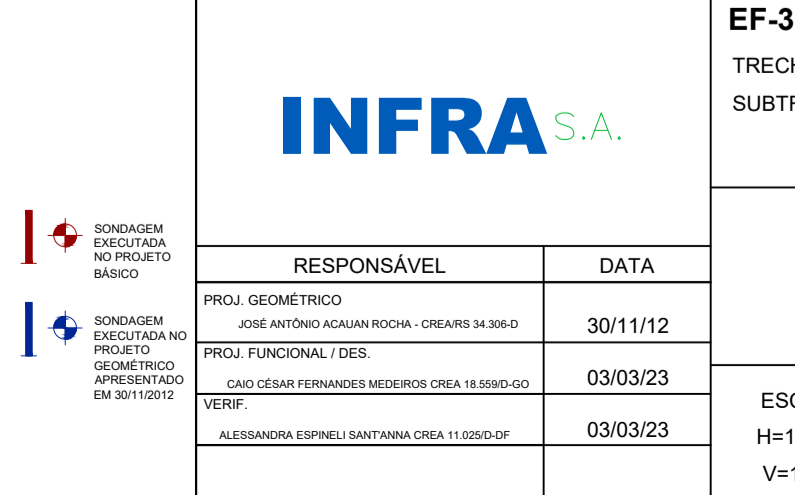 INFRA S.A.
SONDAGEM
EXECUTADA
NO PROJETO
BÁSICO
SONDAGEM
EXECUTADA NO
PROJETO
GEOMÉTRICO
APRESENTADO
EM 30/11/2012
RESPONSÁVEL DATA
PROJ. GEOMÉTRICO
JOSÉ ANTÔNIO ACAUAN ROCHA - CREA/RS 34.306-D 30/11/12
PROJ. FUNCIONAL / DES.
CAIO CÉSAR FERNANDES MEDEIROS CREA 18.559/D-GO 03/03/23
VERIF.
ALESSANDRA ESPINELI SANT'ANNA CREA 11.025/D-DF 03/03/23
EF-3
TRECH
SUBTR
ESC
H=1
V=1